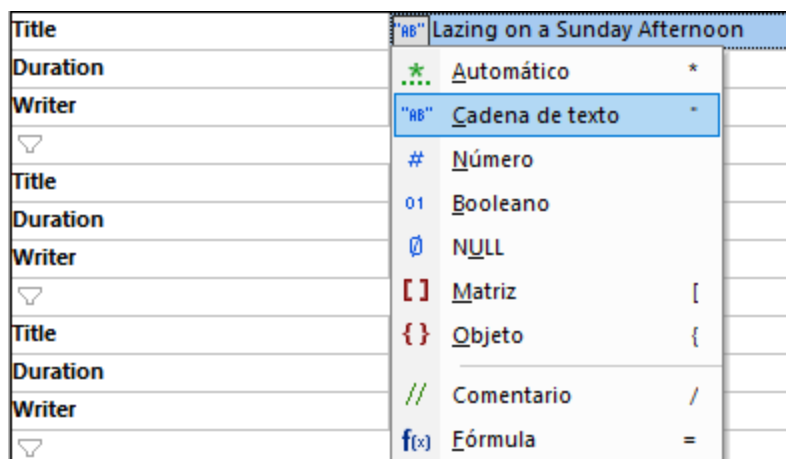 Title "AB" Lazing on a Sunday Afternoon
Duration
* Automático *
Writer
"AB" Cadena de texto "
# Número
Title
01 Booleano
Duration
Writer
Ø NULL
[ ] Matriz [
Title
{ } Objeto {
Duration
// Comentario /
Writer
f(x) Fórmula =